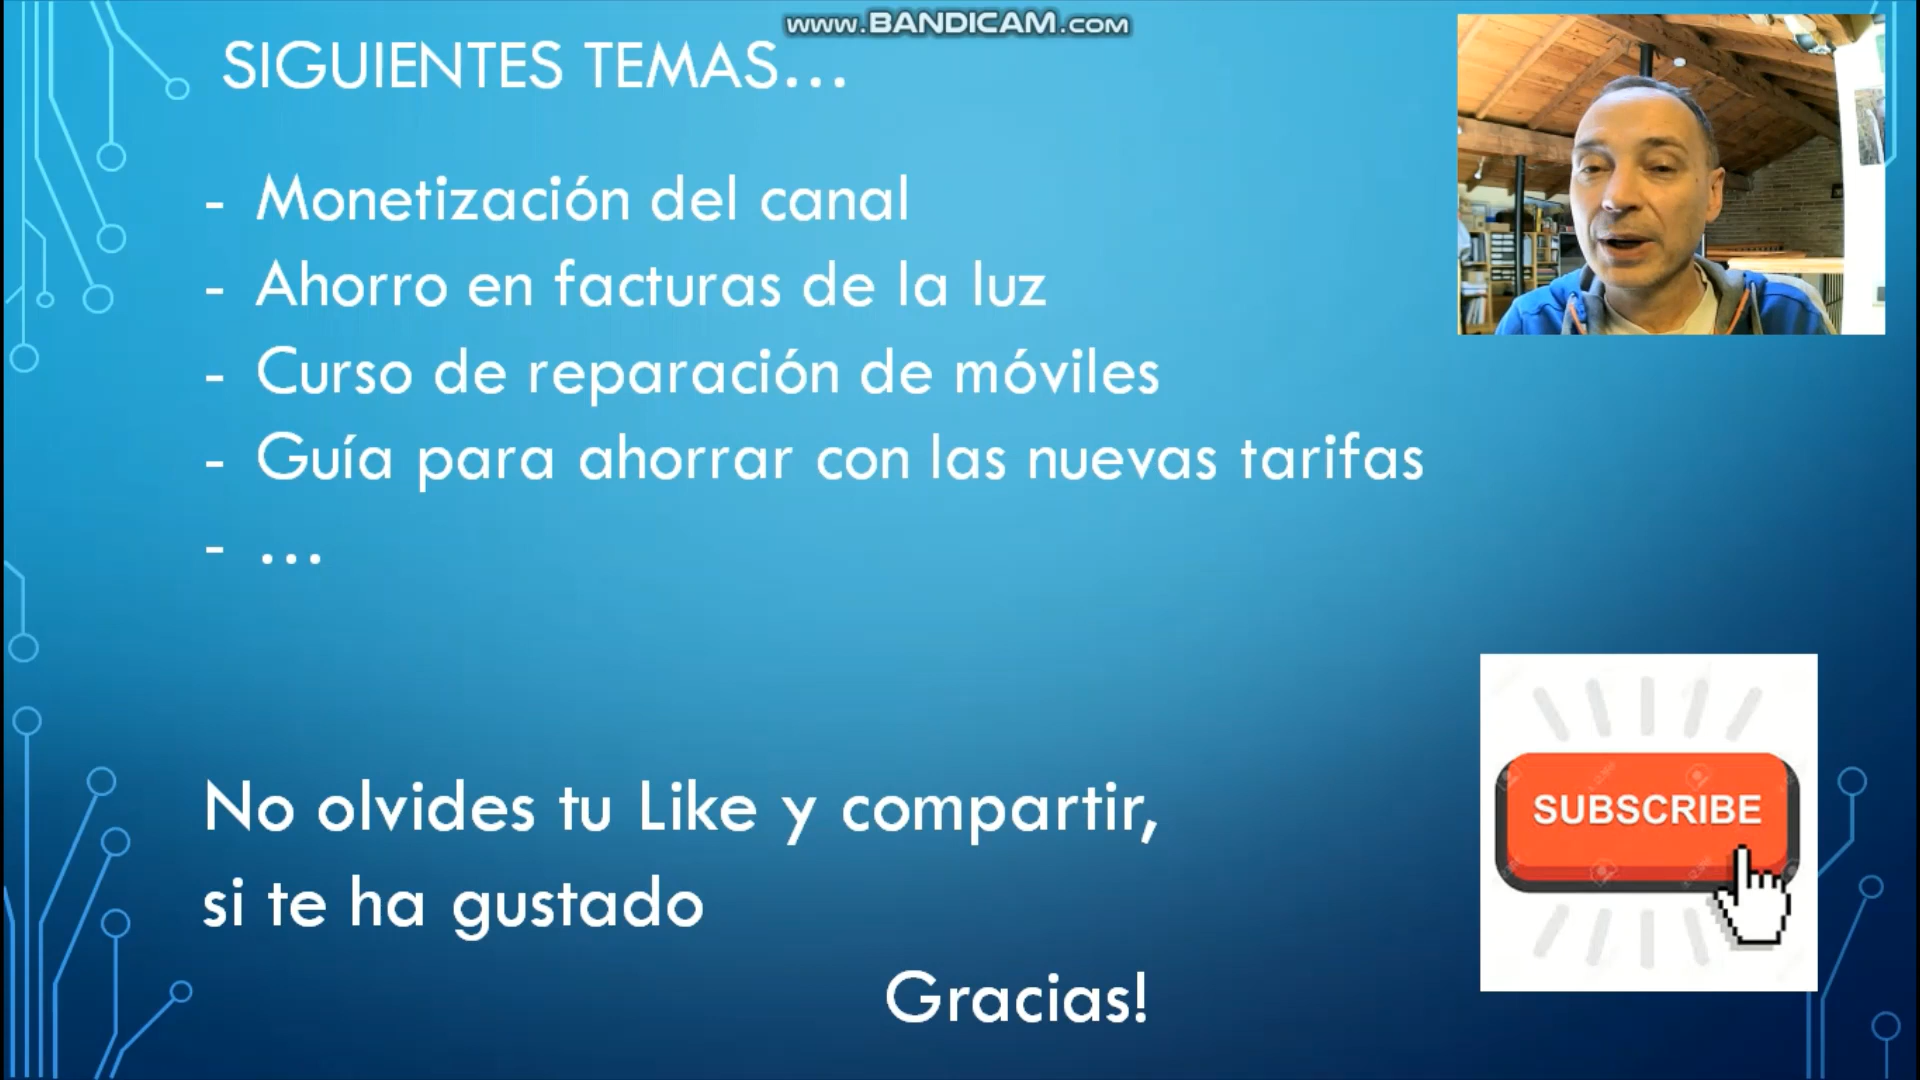 www.BANDICAM.com
SIGUIENTES TEMAS...
- Monetización del canal
- Ahorro en facturas de la luz
- Curso de reparación de móviles
- Guía para ahorrar con las nuevas tarifas
- ...
SUBSCRIBE
No olvides tu Like y compartir,
si te ha gustado
Gracias!